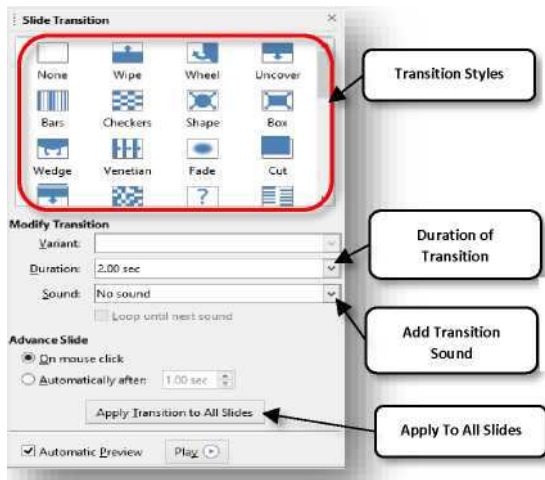 Slide Transition
None Wipe Wheel Uncover
Bars Checkers Shape Box
Wedge Venetian Fade Cut
?
Transition Styles
Modify Transition
Variant:
Duration: 2.00 sec
Sound: No sound
Loop until next sound
Duration of
Transition
Add Transition
Sound
Advance Slide
On mouse click
Automatically after: 1.00 sec
Apply Transition to All Slides
Apply To All Slides
Automatic Preview Play